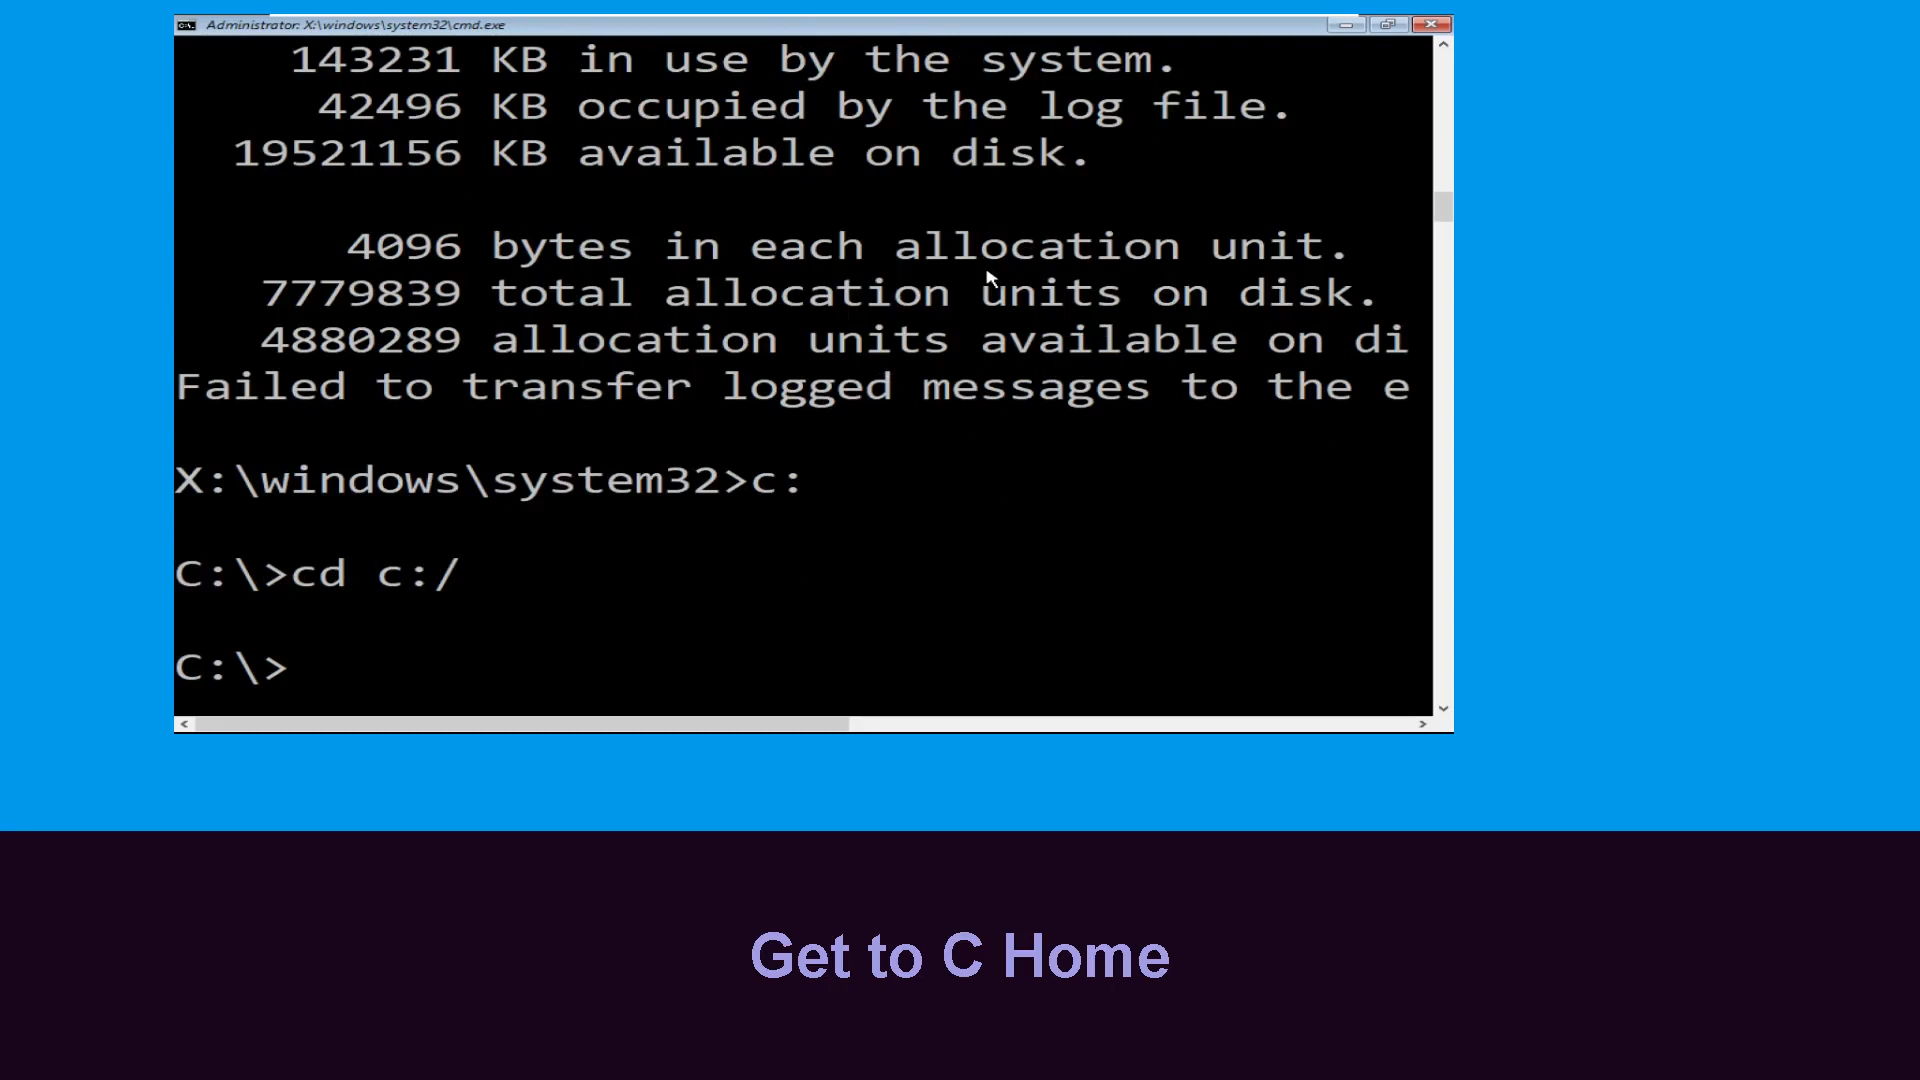 Administrator: X:\windows\system32\cmd.exe
143231 KB in use by the system.
42496 KB occupied by the log file.
19521156 KB available on disk.
4096 bytes in each allocation unit.
7779839 total allocation units on disk.
4880289 allocation units available on di
Failed to transfer logged messages to the e
X:\windows\system32>c:
C:\>cd c:/
C:\>
Get to C Home